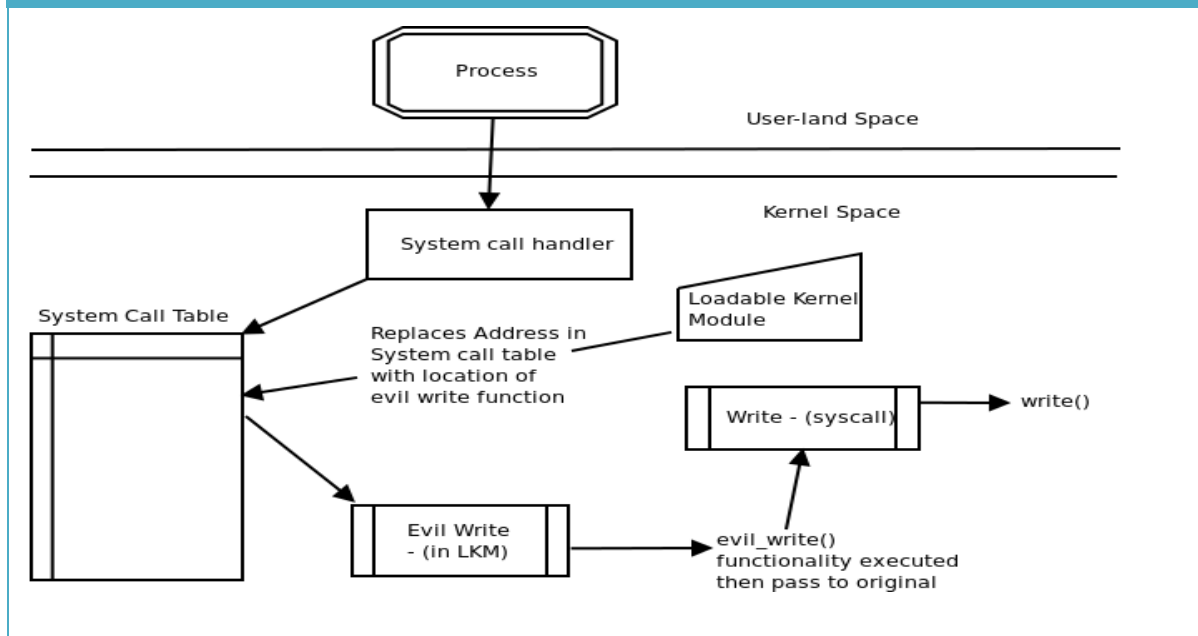 Process
User-land Space
Kernel Space
System call handler
Loadable Kernel
Module
System Call Table
Replaces Address in
System call table
with location of
evil write function
Write - (syscall)
write()
Evil Write
- (in LKM)
evil_write()
functionality executed
then pass to original